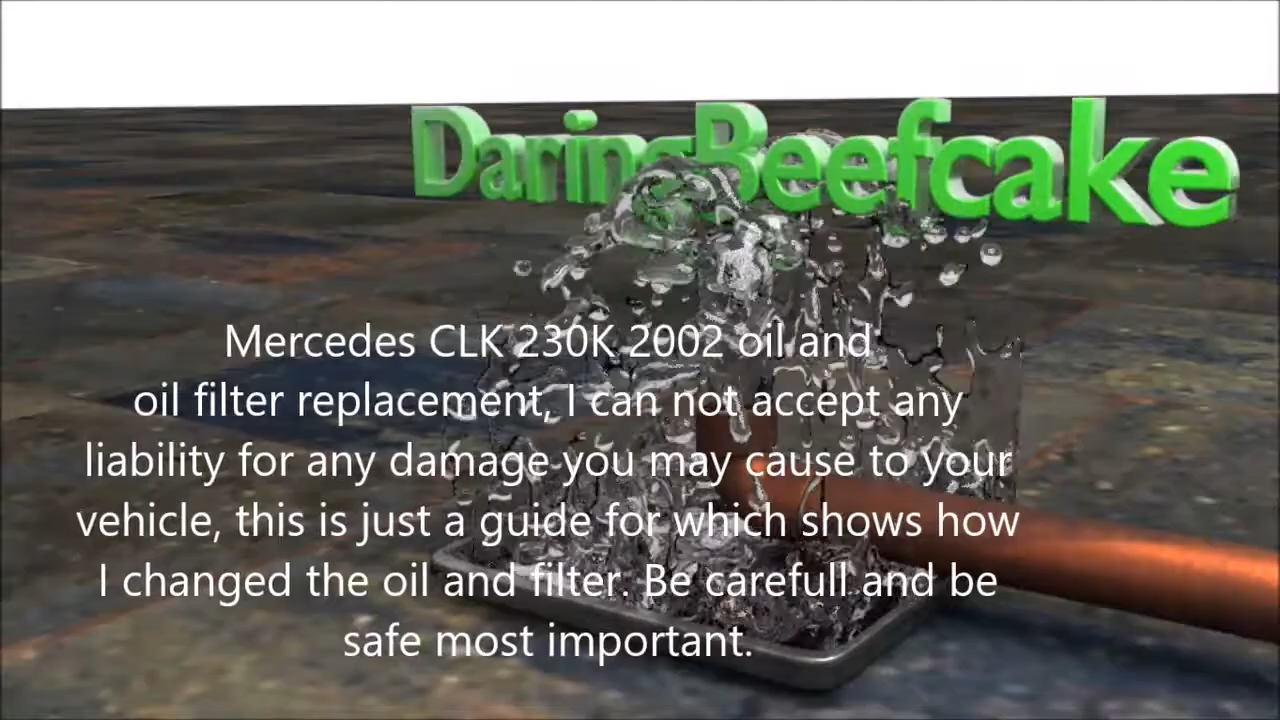 DaringBeefcake
Mercedes CLK 230K 2002 oil and
oil filter replacement, I can not accept any
liability for any damage you may cause to your
vehicle, this is just a guide for which shows how
I changed the oil and filter. Be carefull and be
safe most important.